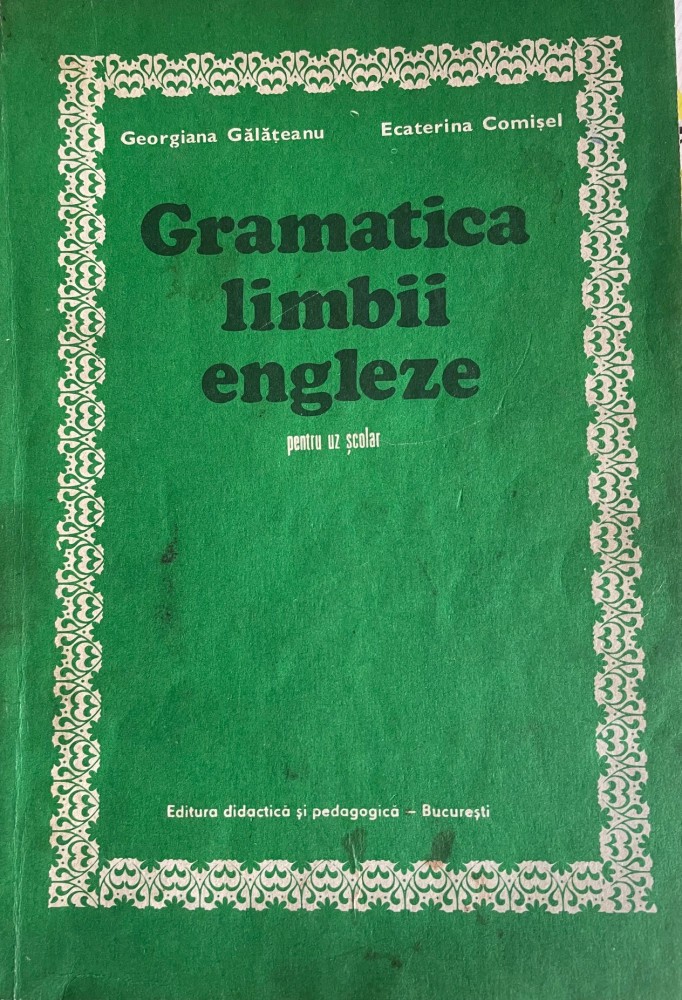 Georgiana Gălățeanu Ecaterina Comișel
Gramatica
limbii
engleze
pentru uz școlar
Editura didactică și pedagogică – București